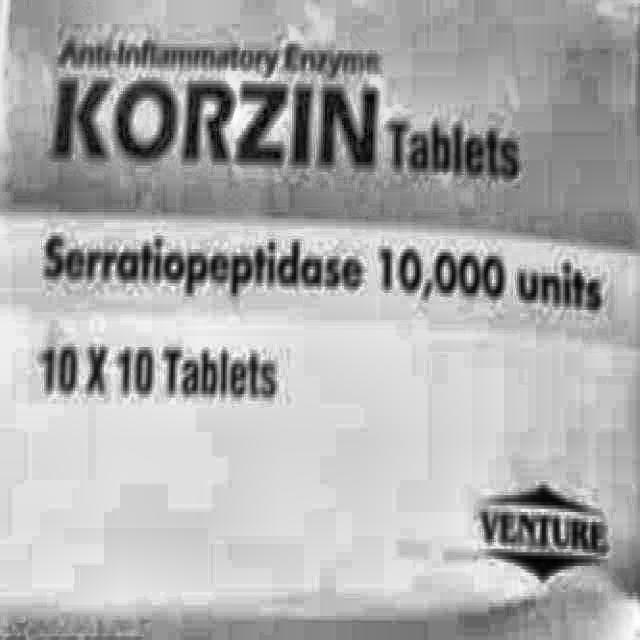 Anti-Inflammatory Enzyme
KORZIN Tablets
Serratiopeptidase 10,000 units
10 X 10 Tablets
VENTURE